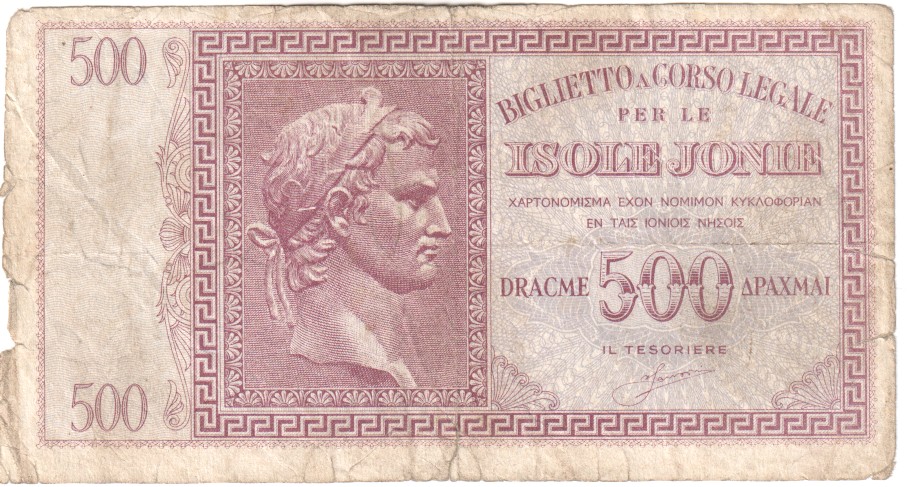 500
BIGLIETTO A CORSO LEGALE
PER LE
ISOLE JONIE
ΧΑΡΤΟΝΟΜΙΣΜΑ ΕΧΟΝ ΝΟΜΙΜΟΝ ΚΥΚΛΟΦΟΡΙΑΝ
ΕΝ ΤΑΙΣ ΙΟΝΙΟΙΣ ΝΗΣΟΙΣ
DRACME 500 ΔΡΑΧΜΑΙ
IL TESORIERE
500